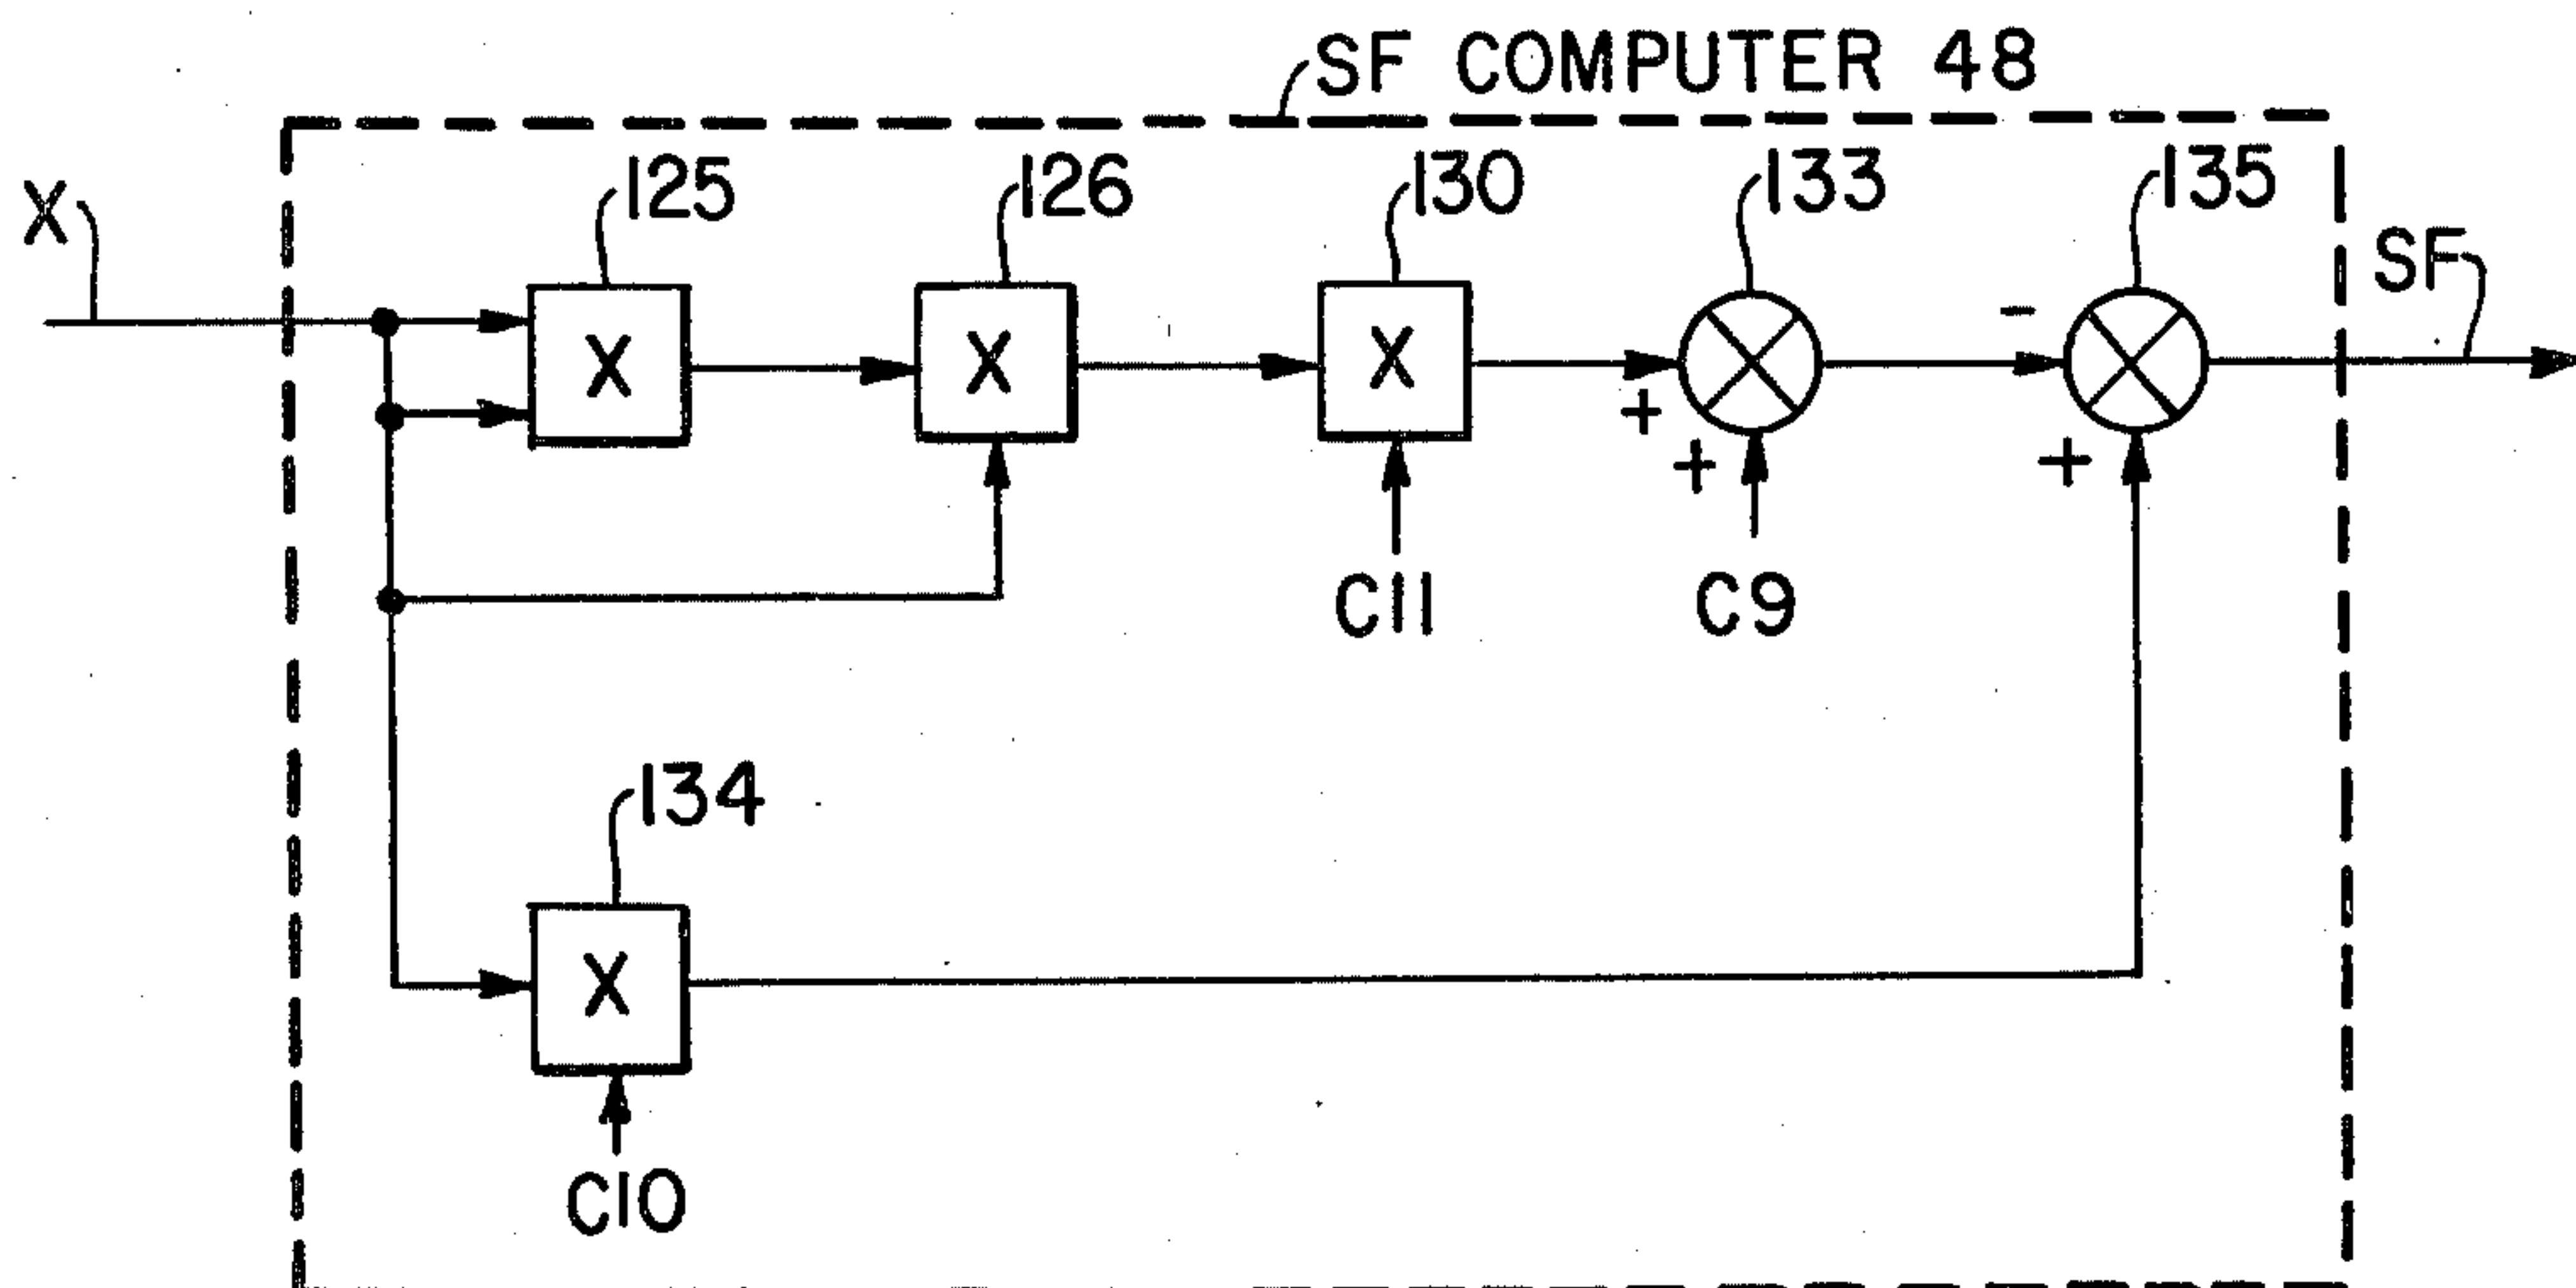 SF COMPUTER 48
X
125
126
130
133
135
SF
X
X
X
-
+
+
+
C11
C9
134
X
C10